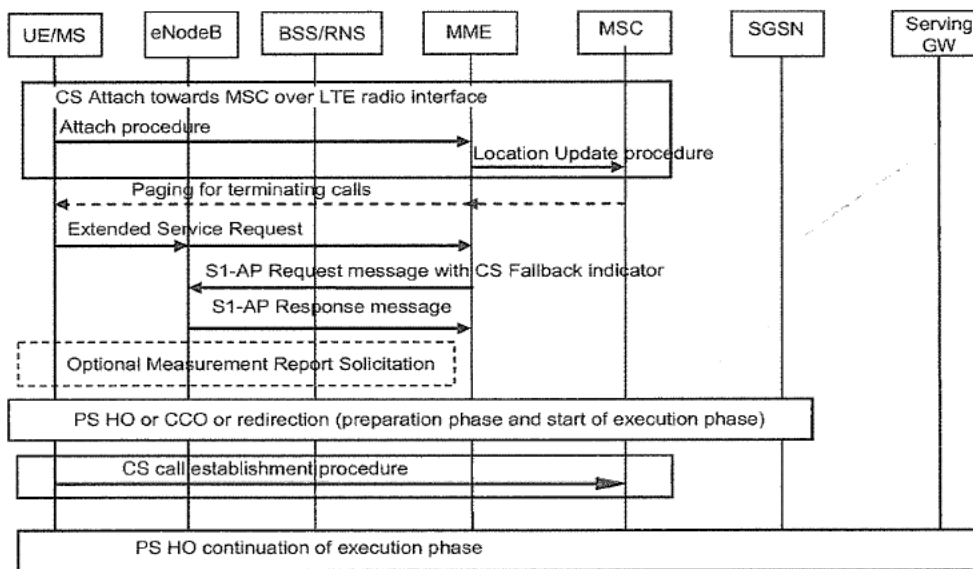 UE/MS
eNodeB
BSS/RNS
MME
MSC
SGSN
Serving
GW
CS Attach towards MSC over LTE radio interface
Attach procedure
Location Update procedure
Paging for terminating calls
Extended Service Request
S1-AP Request message with CS Fallback indicator
S1-AP Response message
Optional Measurement Report Solicitation
PS HO or CCO or redirection (preparation phase and start of execution phase)
CS call establishment procedure
PS HO continuation of execution phase